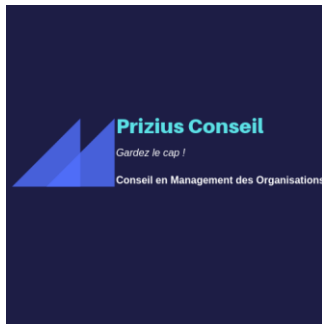 Prizius Conseil
Gardez le cap !
Conseil en Management des Organisations